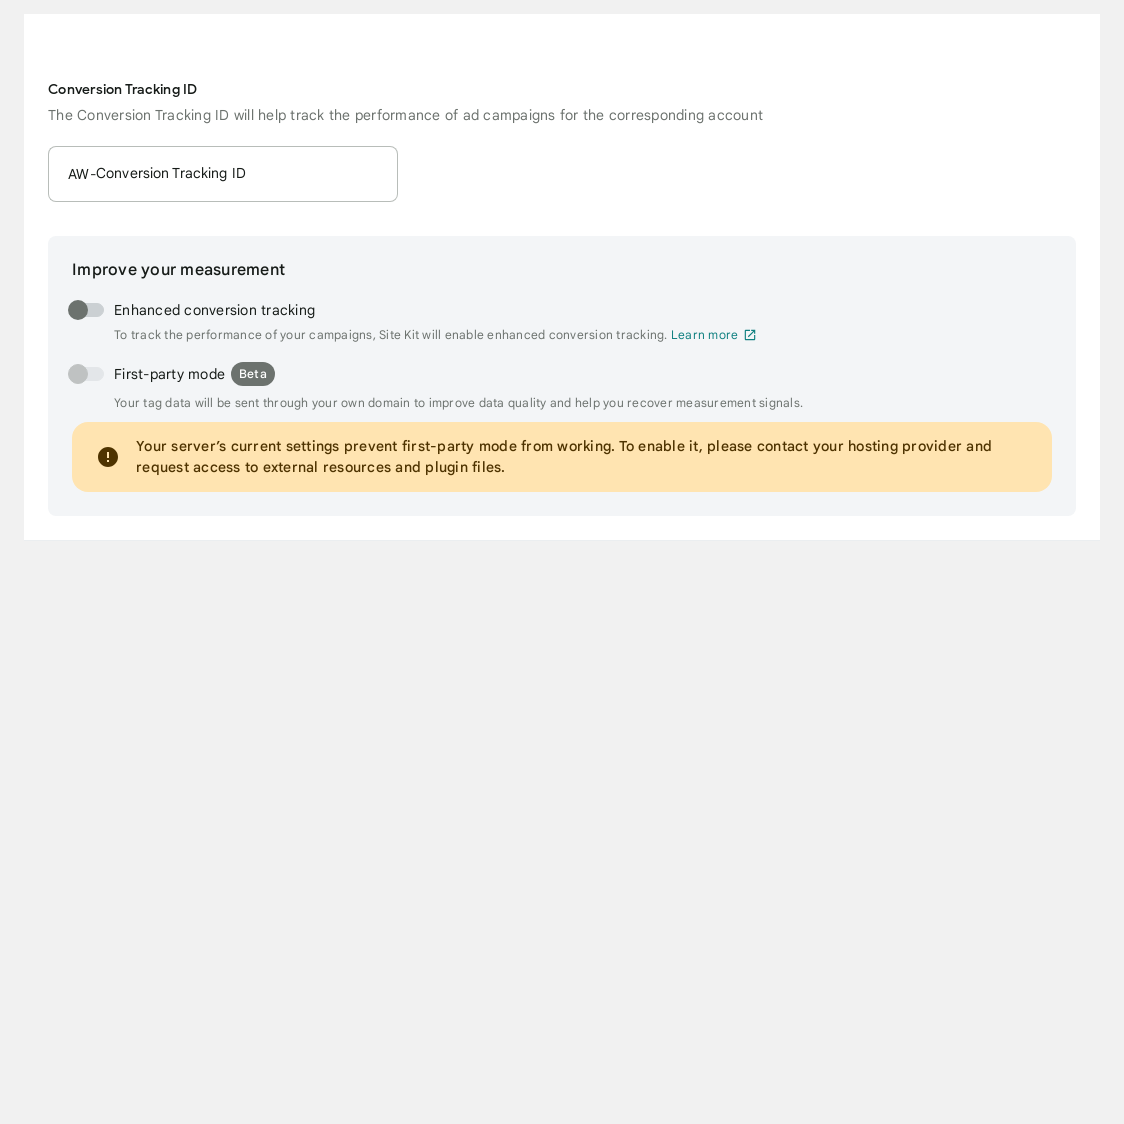 Conversion Tracking ID
The Conversion Tracking ID will help track the performance of ad campaigns for the corresponding account
AW-Conversion Tracking ID
Improve your measurement
Enhanced conversion tracking
To track the performance of your campaigns, Site Kit will enable enhanced conversion tracking. Learn more
First-party mode Beta
Your tag data will be sent through your own domain to improve data quality and help you recover measurement signals.
Your server’s current settings prevent first-party mode from working. To enable it, please contact your hosting provider and
request access to external resources and plugin files.